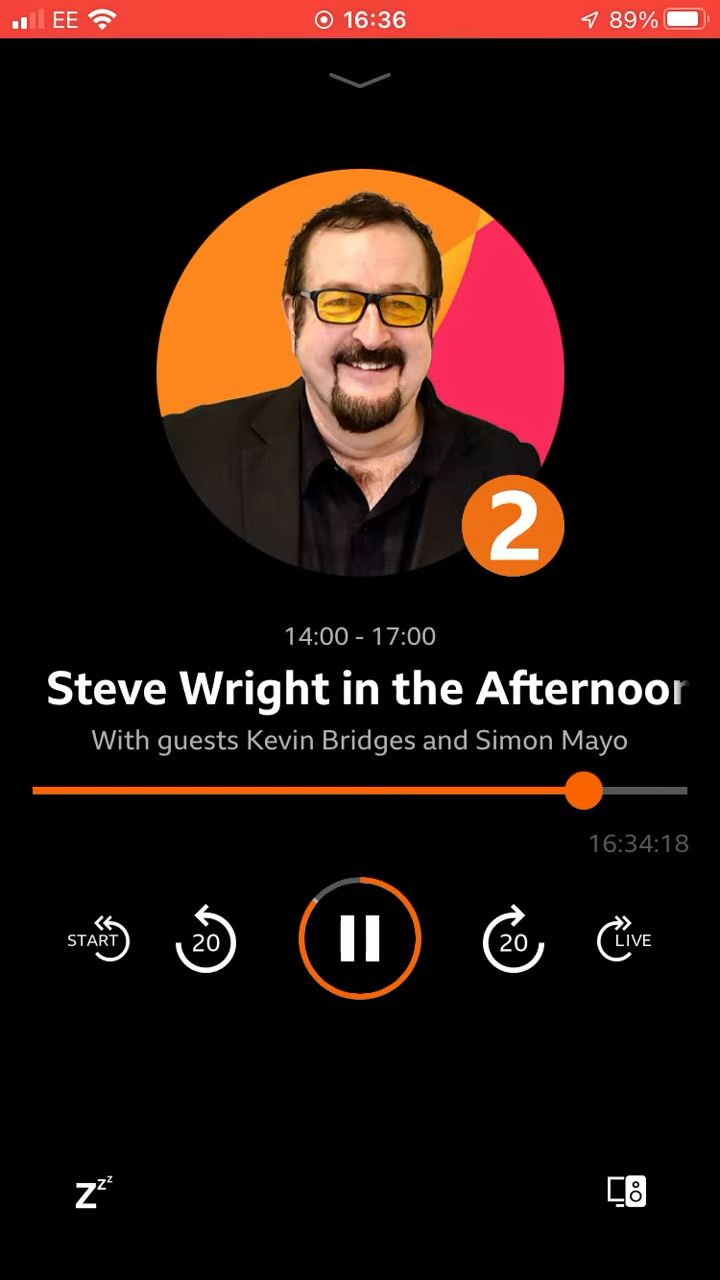 EE 16:36 89%
2
14:00 - 17:00
Steve Wright in the Afternoon
With guests Kevin Bridges and Simon Mayo
16:34:18
START 20 20 LIVE
Zzz